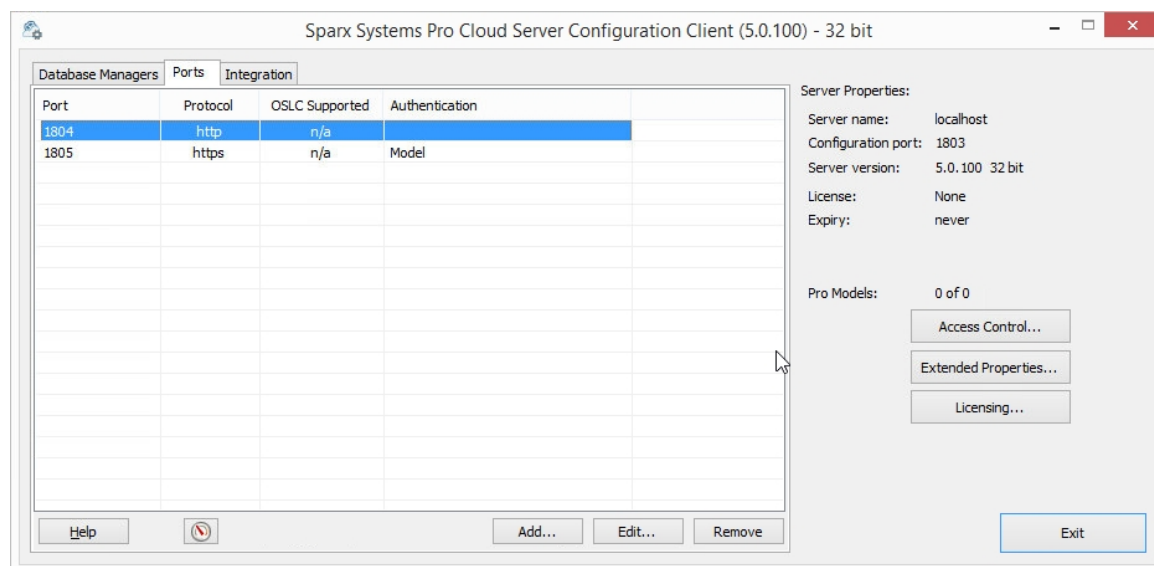 Sparx Systems Pro Cloud Server Configuration Client (5.0.100) - 32 bit
Database Managers Ports Integration
Port Protocol OSLC Supported Authentication
1804 http n/a
1805 https n/a Model
Help Add... Edit... Remove
Server Properties:
Server name: localhost
Configuration port: 1803
Server version: 5.0.100 32 bit
License: None
Expiry: never
Pro Models: 0 of 0
Access Control...
Extended Properties...
Licensing...
Exit